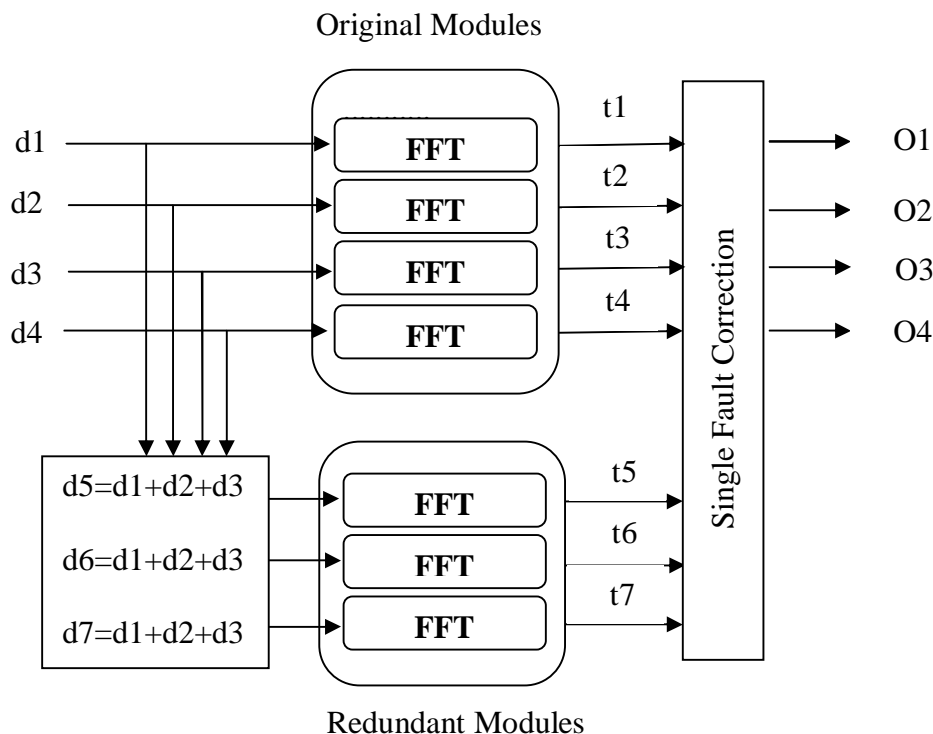 Original Modules
d1
d2
d3
d4
FFT
FFT
FFT
FFT
t1
t2
t3
t4
Single Fault Correction
O1
O2
O3
O4
d5=d1+d2+d3
d6=d1+d2+d3
d7=d1+d2+d3
FFT
FFT
FFT
t5
t6
t7
Redundant Modules